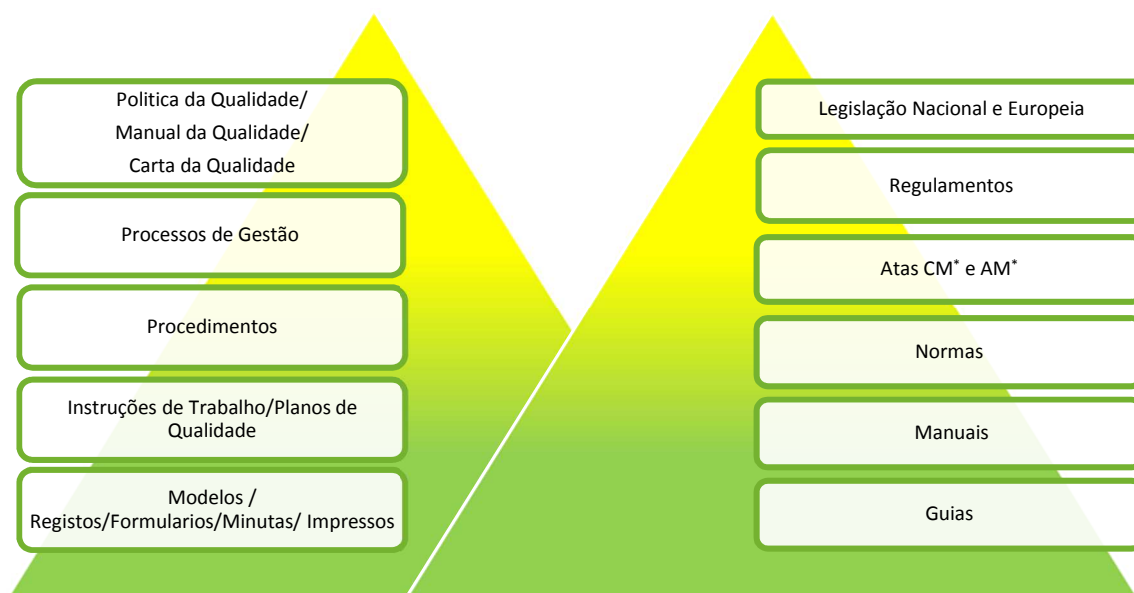 Politica da Qualidade/
Manual da Qualidade/
Carta da Qualidade
Processos de Gestão
Procedimentos
Instruções de Trabalho/Planos de
Qualidade
Modelos /
Registos/Formularios/Minutas/ Impressos
Legislação Nacional e Europeia
Regulamentos
Atas CM* e AM*
Normas
Manuais
Guias